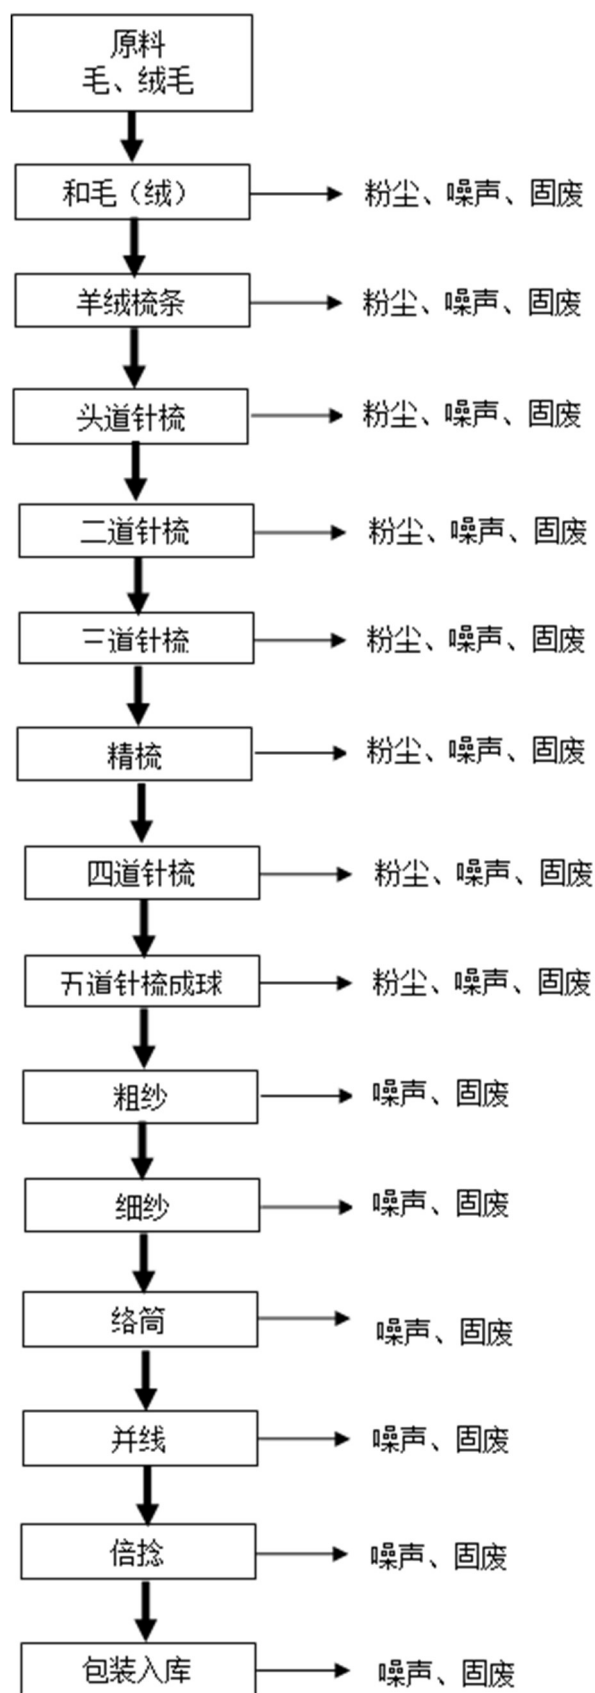 原料
毛、绒毛
和毛（绒）
粉尘、噪声、固废
羊绒梳条
粉尘、噪声、固废
头道针梳
粉尘、噪声、固废
二道针梳
粉尘、噪声、固废
三道针梳
粉尘、噪声、固废
精梳
粉尘、噪声、固废
四道针梳
粉尘、噪声、固废
五道针梳成球
粉尘、噪声、固废
粗纱
噪声、固废
细纱
噪声、固废
络筒
噪声、固废
并线
噪声、固废
倍捻
噪声、固废
包装入库
噪声、固废